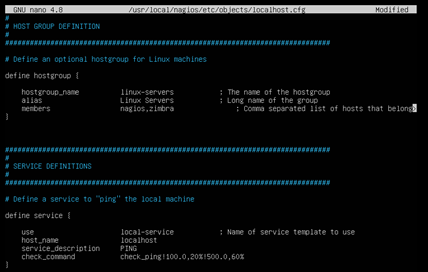 GNU nano 4.8 /usr/local/nagios/etc/objects/localhost.cfg Modified
#
# HOST GROUP DEFINITION
#
###############################################################################
# Define an optional hostgroup for Linux machines
define hostgroup {
hostgroup_name linux-servers ; The name of the hostgroup
alias Linux Servers ; Long name of the group
members nagios,zimbra ; Comma separated list of hosts that belong>
}
###############################################################################
#
# SERVICE DEFINITIONS
#
###############################################################################
# Define a service to "ping" the local machine
define service {
use local-service ; Name of service template to use
host_name localhost
service_description PING
check_command check_ping!100.0,20%!500.0,60%
}